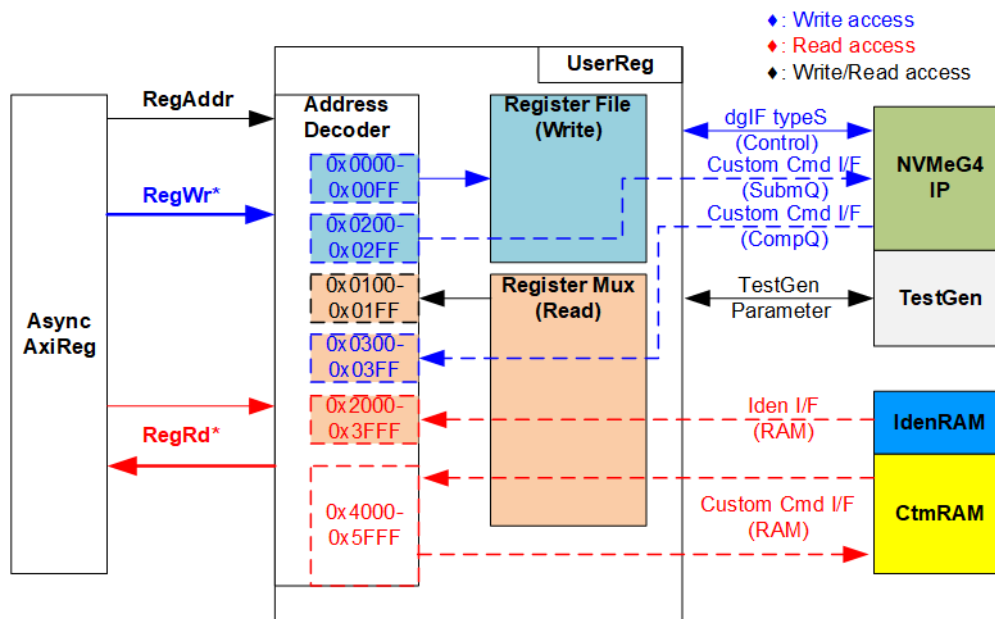 ♦: Write access
♦: Read access
♦: Write/Read access
UserReg
RegAddr
RegWr*
Async
AxiReg
RegRd*
Address
Decoder
0x0000-
0x00FF
0x0200-
0x02FF
0x0100-
0x01FF
0x0300-
0x03FF
0x2000-
0x3FFF
0x4000-
0x5FFF
Register File
(Write)
Register Mux
(Read)
dgIF typeS
(Control)
Custom Cmd I/F
(SubmQ)
Custom Cmd I/F
(CompQ)
TestGen
Parameter
Iden I/F
(RAM)
Custom Cmd I/F
(RAM)
NVMeG4
IP
TestGen
IdenRAM
CtmRAM